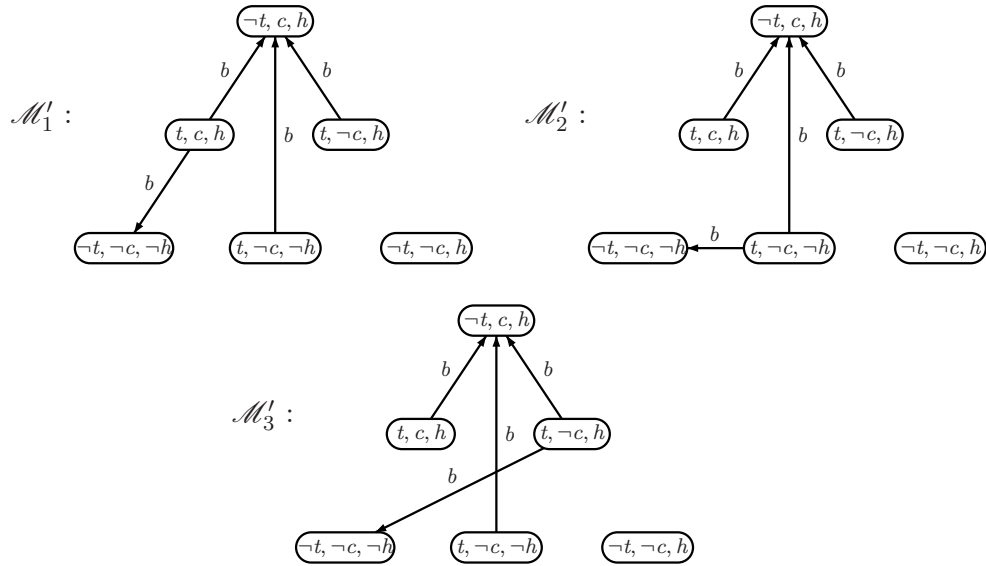 ¬t, c, h ¬t, c, h
b b b b
𝓜′₁ : t, c, h b t, ¬c, h 𝓜′₂ : t, c, h b t, ¬c, h
b
¬t, ¬c, ¬h t, ¬c, ¬h ¬t, ¬c, h ¬t, ¬c, ¬h b t, ¬c, ¬h ¬t, ¬c, h
¬t, c, h
b b
𝓜′₃ : t, c, h b t, ¬c, h
b
¬t, ¬c, ¬h t, ¬c, ¬h ¬t, ¬c, h